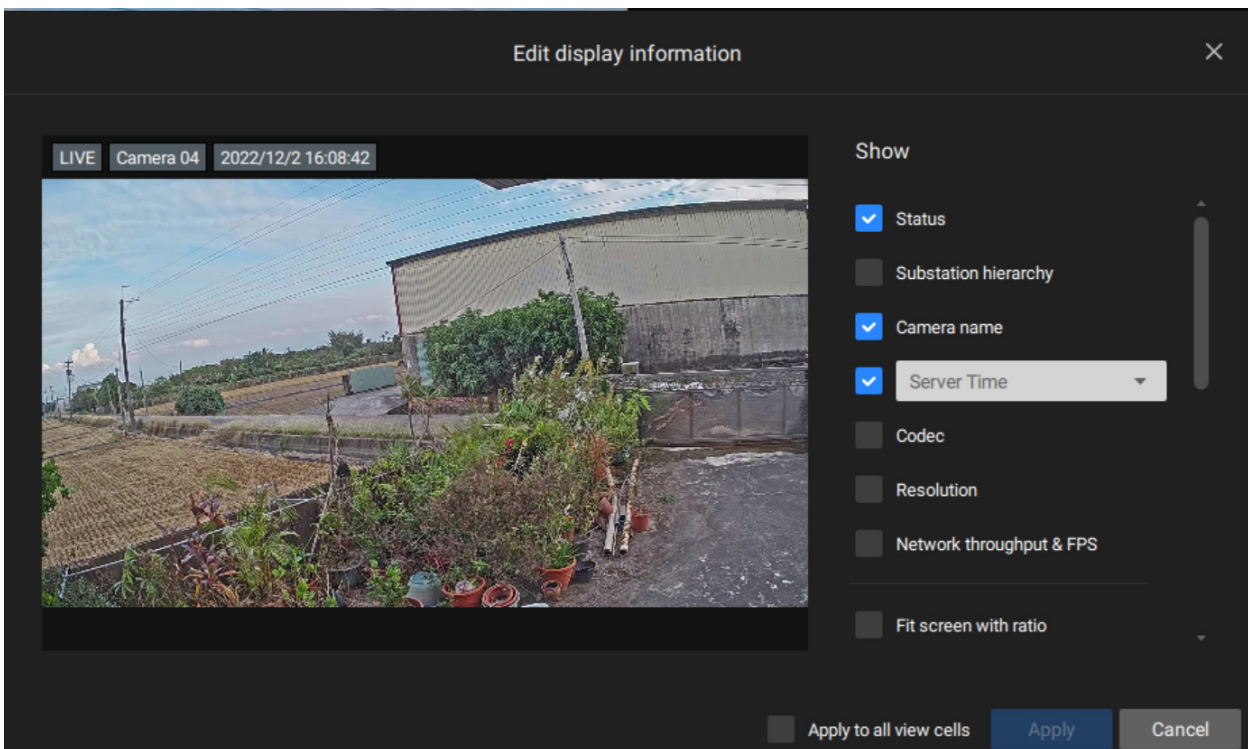 Edit display information
LIVE Camera 04 2022/12/2 16:08:42
Show
Status
Substation hierarchy
Camera name
Server Time
Codec
Resolution
Network throughput & FPS
Fit screen with ratio
Apply to all view cells Apply Cancel